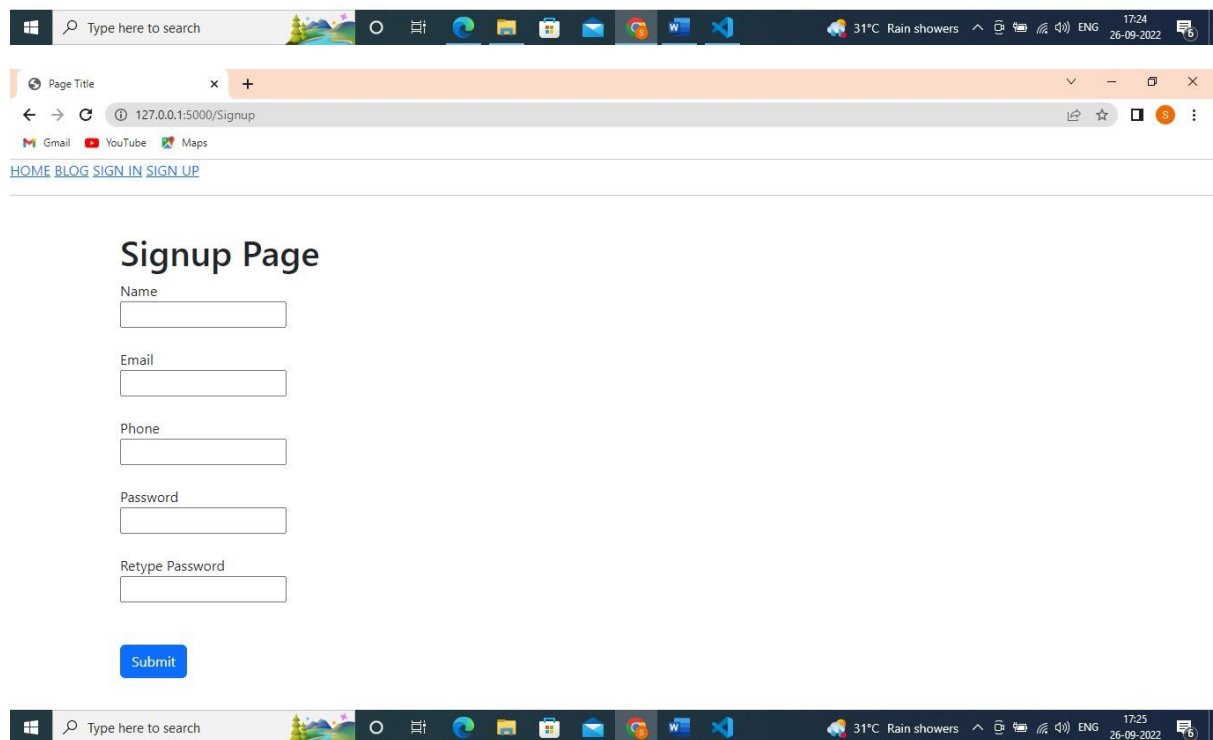 Type here to search
31°C Rain showers
ENG
17:24
26-09-2022
6
Page Title
127.0.0.1:5000/Signup
S
Gmail YouTube Maps
HOME BLOG SIGN IN SIGN UP
Signup Page
Name
Email
Phone
Password
Retype Password
Submit
Type here to search
31°C Rain showers
ENG
17:25
26-09-2022
6